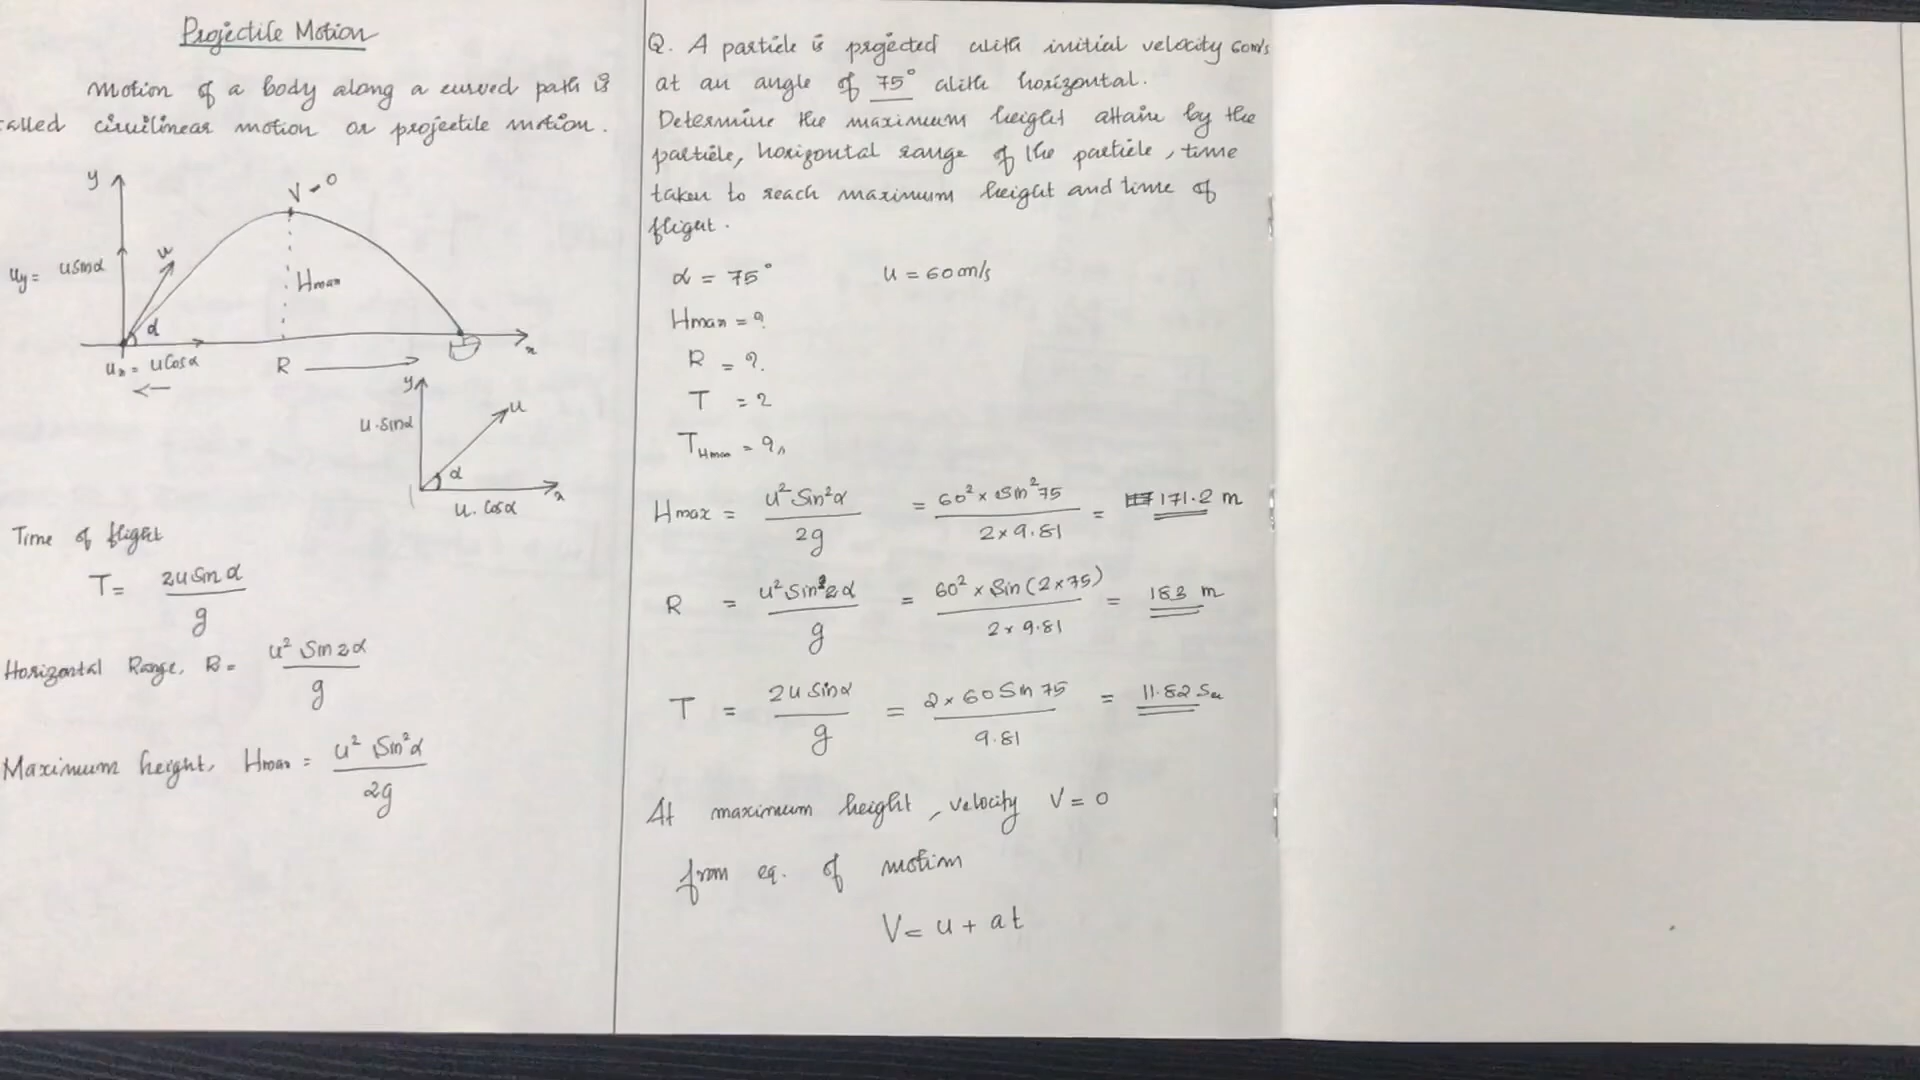 Projectile Motion
Motion of a body along a curved path is
called cirvilinear motion or projectile motion.
y
V = 0
u
uy = u sinα
Hmax
α
x
ux = u cosα
R
y
u
u·sinα
α
x
u. cosα
Time of flight
T = 2u sin α / g
Horizontal Range, R = u² Sin 2α / g
Maximum height, Hmax = u² Sin²α / 2g
Q. A particle is projected with initial velocity 60m/s
at an angle of 75° with horizontal.
Determine the maximum height attain by the
particle, horizontal range of the particle, time
taken to reach maximum height and time of
flight.
α = 75° u = 60 m/s
Hmax = ?
R = ?
T = ?
T Hmax = ?
Hmax = u² Sin²α / 2g = 60² × Sin²75 / 2 × 9.81 = 171.2 m
R = u² Sin 2α / g = 60² × Sin (2×75) / 2 × 9.81 = 183 m
T = 2u Sinα / g = 2 × 60 Sin 75 / 9.81 = 11.82 Sec
At maximum height, velocity V = 0
from eq. of motion
V = u + at